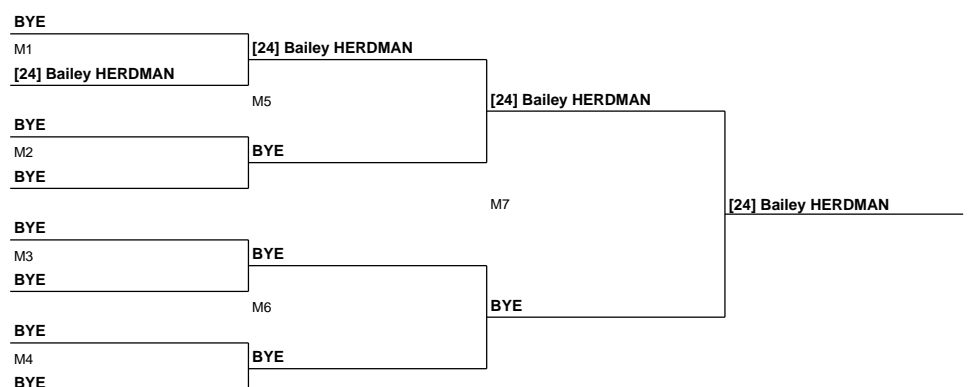 BYE
M1
[24] Bailey HERDMAN
[24] Bailey HERDMAN
M5
[24] Bailey HERDMAN
BYE
M2
BYE
BYE
M7
[24] Bailey HERDMAN
BYE
M3
BYE
BYE
M6
BYE
BYE
M4
BYE
BYE